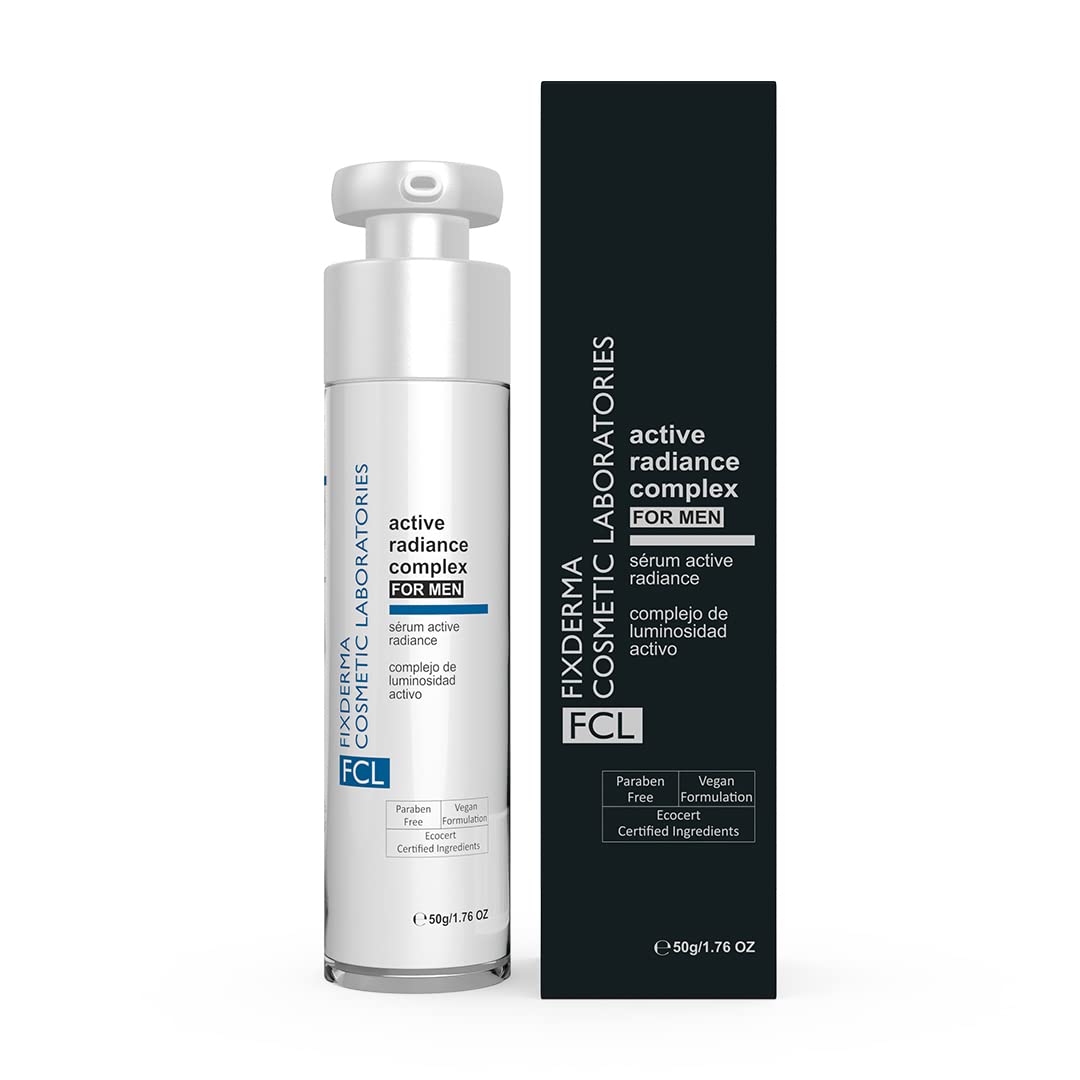 FIXDERMA
COSMETIC LABORATORIES
FCL
active
radiance
complex
FOR MEN
sérum active
radiance
complejo de
luminosidad
activo
Paraben
Free
Vegan
Formulation
Ecocert
Certified Ingredients
℮ 50g/1.76 OZ
FIXDERMA
COSMETIC LABORATORIES
FCL
active
radiance
complex
FOR MEN
sérum active
radiance
complejo de
luminosidad
activo
Paraben
Free
Vegan
Formulation
Ecocert
Certified Ingredients
℮ 50g/1.76 OZ